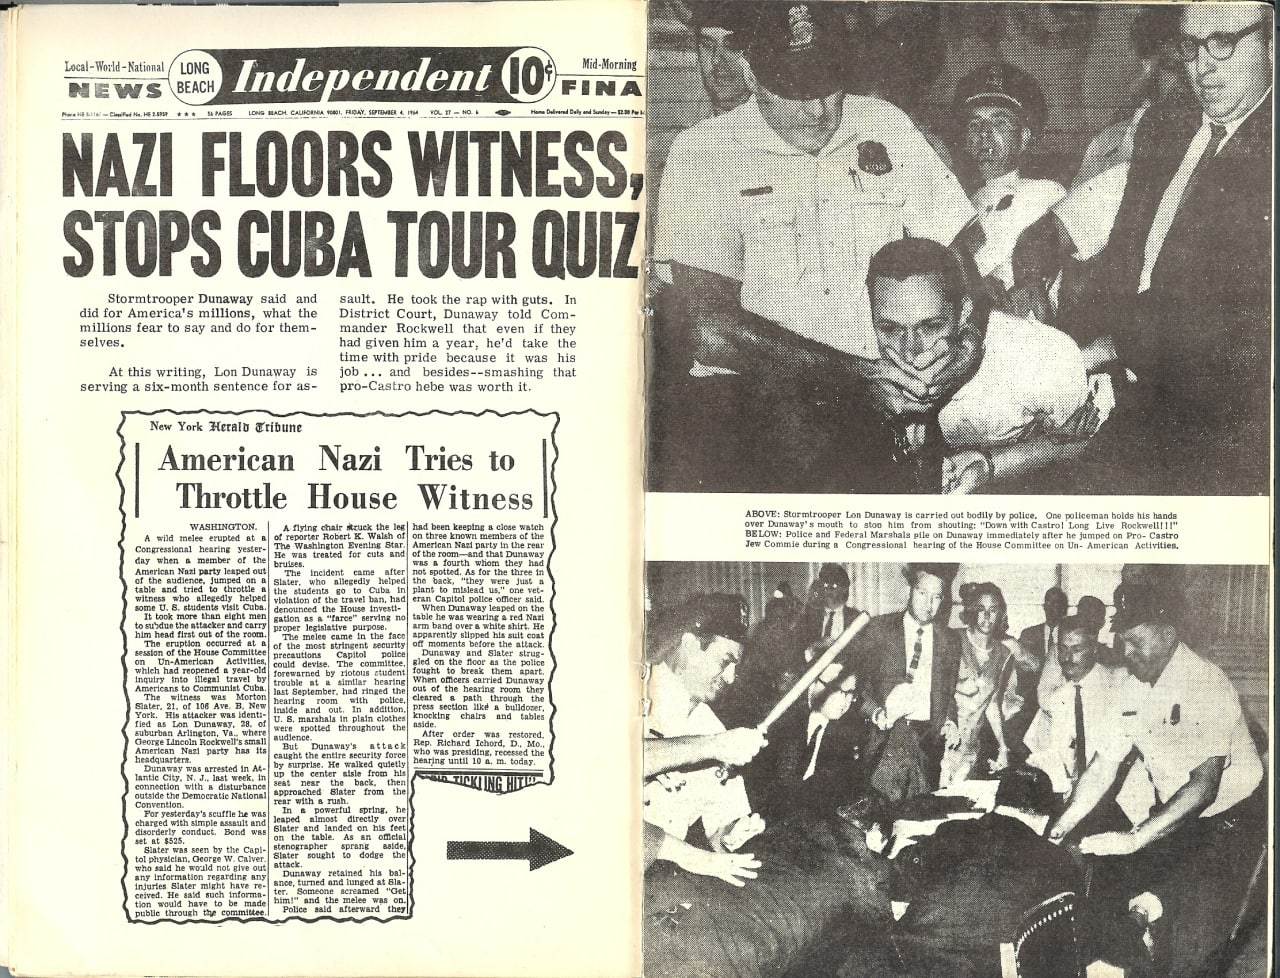 Local-World-National
NEWS
LONG
BEACH
Independent
10¢
Mid-Morning
FINA
Phone HE 5-1161 — Classified No. HE 2-5959 ★ ★ ★ 56 PAGES LONG BEACH, CALIFORNIA 90801, FRIDAY, SEPTEMBER 4, 1964 VOL. 27 — NO. 6 Home Delivered Daily and Sunday—$2.50 Per
NAZI FLOORS WITNESS,
STOPS CUBA TOUR QUIZ
Stormtrooper Dunaway said and
did for America's millions, what the
millions fear to say and do for them-
selves.
At this writing, Lon Dunaway is
serving a six-month sentence for as-
sault. He took the rap with guts. In
District Court, Dunaway told Com-
mander Rockwell that even if they
had given him a year, he'd take the
time with pride because it was his
job ... and besides--smashing that
pro-Castro hebe was worth it.
New York Herald Tribune
American Nazi Tries to
Throttle House Witness
WASHINGTON.
A wild melee erupted at a
Congressional hearing yester-
day when a member of the
American Nazi party leaped out
of the audience, jumped on a
table and tried to throttle a
witness who allegedly helped
some U. S. students visit Cuba.
It took more than eight men
to subdue the attacker and carry
him head first out of the room.
The eruption occurred at a
session of the House Committee
on Un-American Activities,
which had reopened a year-old
inquiry into illegal travel by
Americans to Communist Cuba.
The witness was Morton
Slater, 21, of 106 Ave. B, New
York. His attacker was identi-
fied as Lon Dunaway, 28, of
suburban Arlington, Va., where
George Lincoln Rockwell's small
American Nazi party has its
headquarters.
Dunaway was arrested in At-
lantic City, N. J., last week, in
connection with a disturbance
outside the Democratic National
Convention.
For yesterday's scuffle he was
charged with simple assault and
disorderly conduct. Bond was
set at $525.
Slater was seen by the Capi-
tol physician, George W. Calver,
who said he would not give out
any information regarding any
injuries Slater might have re-
ceived. He said such informa-
tion would have to be made
public through the committee.
A flying chair struck the leg
of reporter Robert K. Walsh of
The Washington Evening Star.
He was treated for cuts and
bruises.
The incident came after
Slater, who allegedly helped
the students go to Cuba in
violation of the travel ban, had
denounced the House investi-
gation as a "farce" serving no
proper legislative purpose.
The melee came in the face
of the most stringent security
precautions Capitol police
could devise. The committee,
forewarned by riotous student
trouble at a similar hearing
last September, had ringed the
hearing room with police,
inside and out. In addition,
U. S. marshals in plain clothes
were spotted throughout the
audience.
But Dunaway's attack
caught the entire security force
by surprise. He walked quietly
up the center aisle from his
seat near the back, then
approached Slater from the
rear with a rush.
In a powerful spring, he
leaped almost directly over
Slater and landed on his feet
on the table. As an official
stenographer sprang aside,
Slater sought to dodge the
attack.
Dunaway retained his bal-
ance, turned and lunged at Sla-
ter. Someone screamed "Get
him!" and the melee was on.
Police said afterward they
had been keeping a close watch
on three known members of the
American Nazi party in the rear
of the room—and that Dunaway
was a fourth whom they had
not spotted. As for the three in
the back, "they were just a
plant to mislead us," one vet-
eran Capitol police officer said.
When Dunaway leaped on the
table he was wearing a red Nazi
arm band over a white shirt. He
apparently slipped his suit coat
off moments before the attack.
Dunaway and Slater strug-
gled on the floor as the police
fought to break them apart.
When officers carried Dunaway
out of the hearing room they
cleared a path through the
press section like a bulldozer,
knocking chairs and tables
aside.
After order was restored,
Rep. Richard Ichord, D., Mo.,
who was presiding, recessed the
hearing until 10 a. m. today.
TICKLING HIT!"
ABOVE: Stormtrooper Lon Dunaway is carried out bodily by police. One policeman holds his hands
over Dunaway's mouth to stop him from shouting: "Down with Castro! Long Live Rockwell!!!"
BELOW: Police and Federal Marshals pile on Dunaway immediately after he jumped on Pro- Castro
Jew Commie during a Congressional hearing of the House Committee on Un- American Activities.